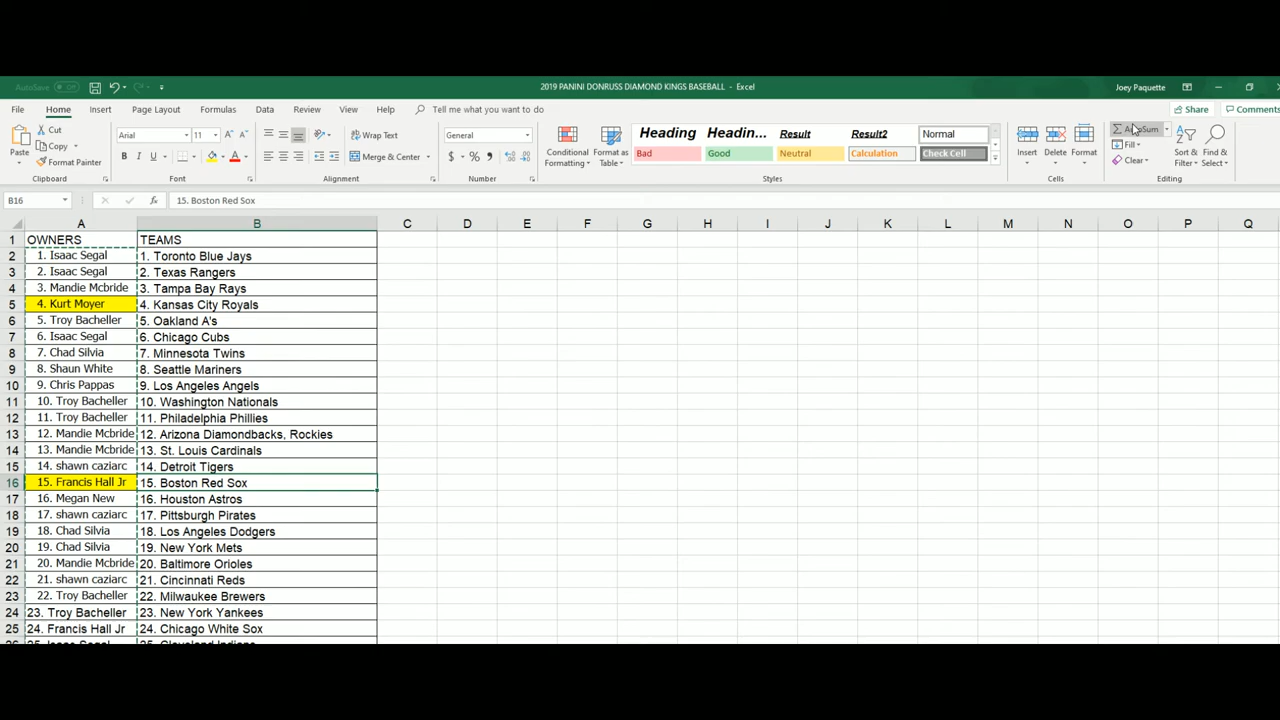 AutoSave Off
2019 PANINI DONRUSS DIAMOND KINGS BASEBALL - Excel
Joey Paquette
File Home Insert Page Layout Formulas Data Review View Help Tell me what you want to do
Share Comments
Paste
Cut
Copy
Format Painter
Clipboard
Arial 11
B I U
Font
Wrap Text
Merge & Center
Alignment
General
$ % ,
Number
Conditional Formatting
Format as Table
Heading Headin... Result Result2 Normal
Bad Good Neutral Calculation Check Cell
Styles
Insert Delete Format
Cells
AutoSum
Fill
Clear
Sort & Filter
Find & Select
Editing
B16 fx 15. Boston Red Sox
A B C D E F G H I J K L M N O P Q
1 OWNERS TEAMS
2 1. Isaac Segal 1. Toronto Blue Jays
3 2. Isaac Segal 2. Texas Rangers
4 3. Mandie Mcbride 3. Tampa Bay Rays
5 4. Kurt Moyer 4. Kansas City Royals
6 5. Troy Bacheller 5. Oakland A's
7 6. Isaac Segal 6. Chicago Cubs
8 7. Chad Silvia 7. Minnesota Twins
9 8. Shaun White 8. Seattle Mariners
10 9. Chris Pappas 9. Los Angeles Angels
11 10. Troy Bacheller 10. Washington Nationals
12 11. Troy Bacheller 11. Philadelphia Phillies
13 12. Mandie Mcbride 12. Arizona Diamondbacks, Rockies
14 13. Mandie Mcbride 13. St. Louis Cardinals
15 14. shawn caziarc 14. Detroit Tigers
16 15. Francis Hall Jr 15. Boston Red Sox
17 16. Megan New 16. Houston Astros
18 17. shawn caziarc 17. Pittsburgh Pirates
19 18. Chad Silvia 18. Los Angeles Dodgers
20 19. Chad Silvia 19. New York Mets
21 20. Mandie Mcbride 20. Baltimore Orioles
22 21. shawn caziarc 21. Cincinnati Reds
23 22. Troy Bacheller 22. Milwaukee Brewers
24 23. Troy Bacheller 23. New York Yankees
25 24. Francis Hall Jr 24. Chicago White Sox
26 25. Isaac Segal 25. Cleveland Indians